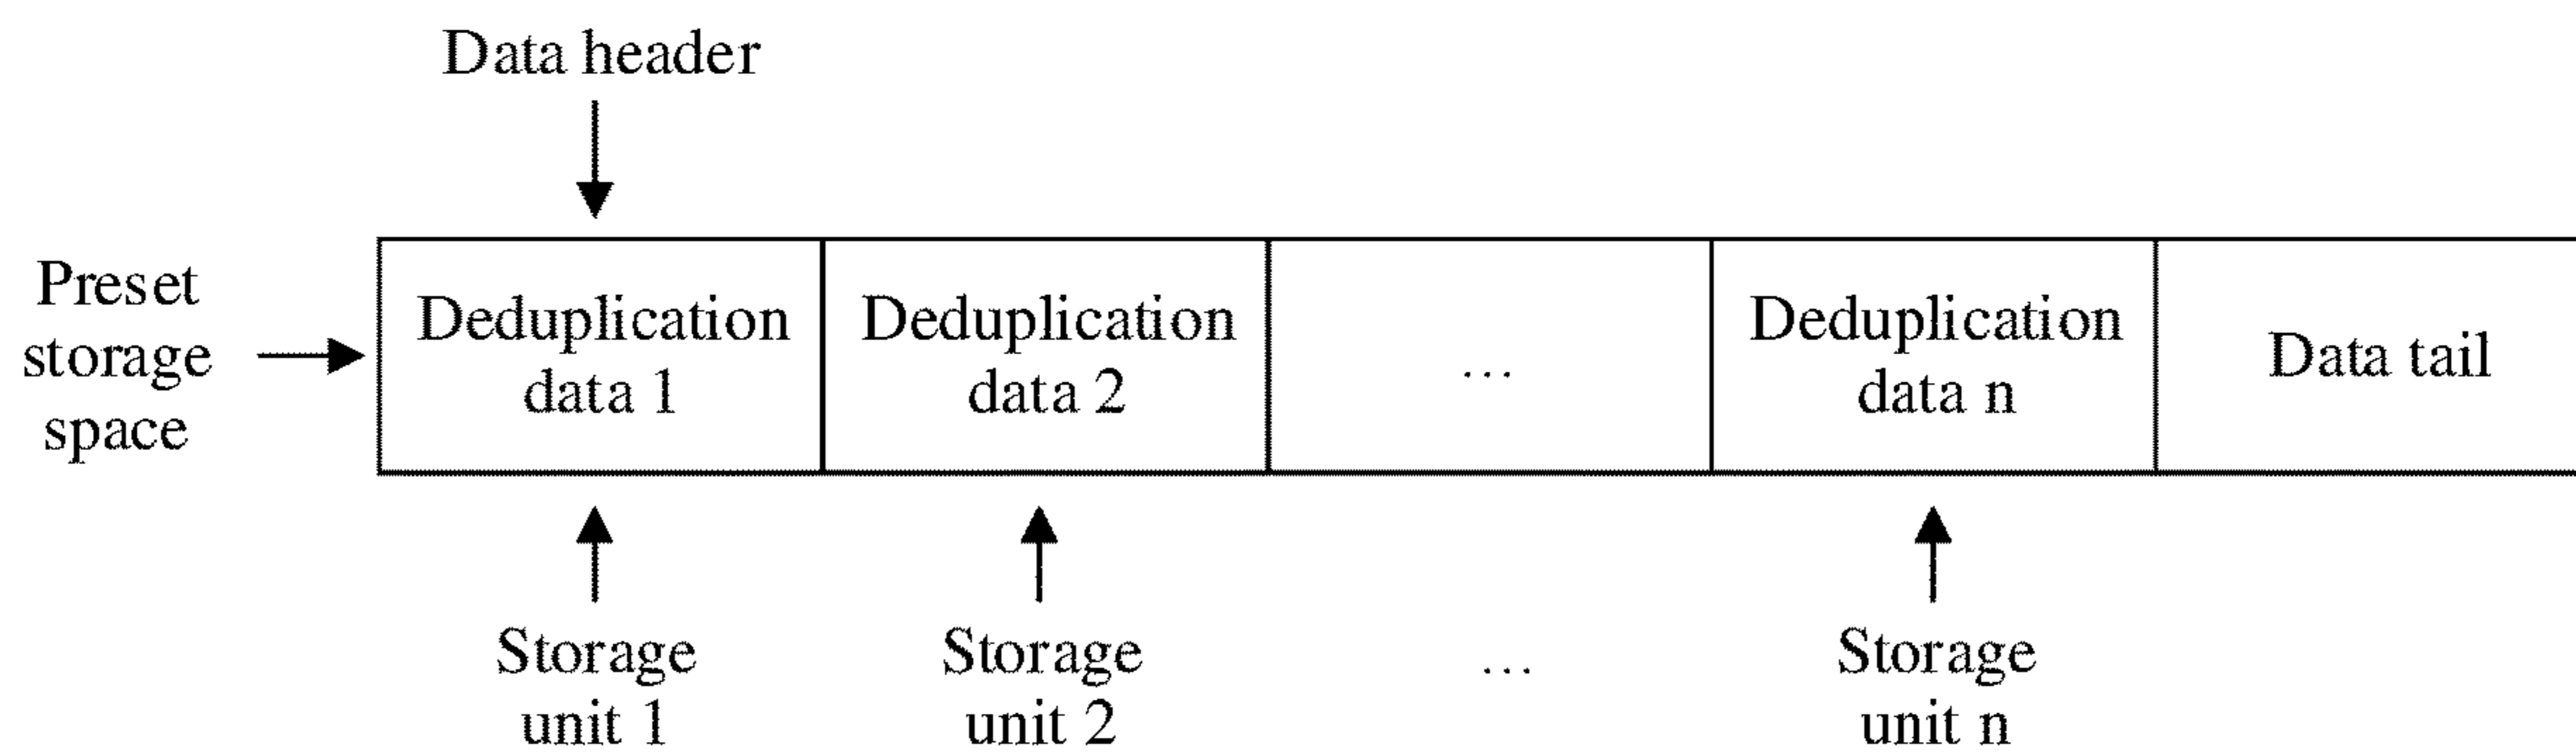 Data header
Preset
storage
space
Deduplication
data 1
Deduplication
data 2
...
Deduplication
data n
Data tail
Storage
unit 1
Storage
unit 2
...
Storage
unit n